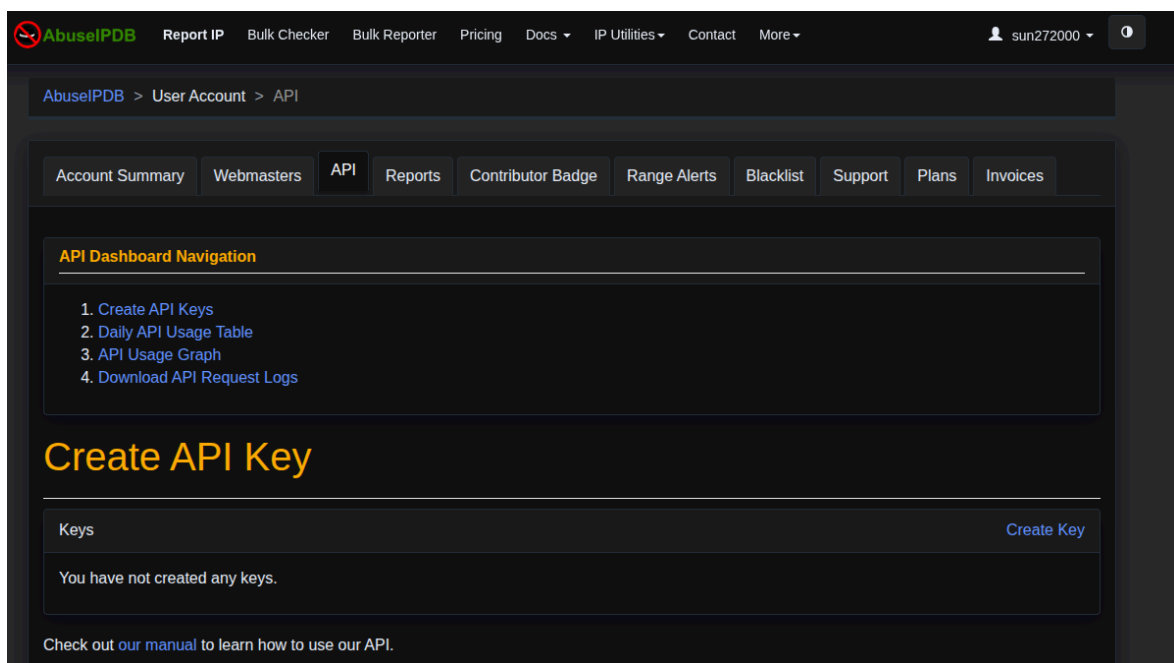 AbuseIPDB Report IP Bulk Checker Bulk Reporter Pricing Docs IP Utilities Contact More sun272000
AbuseIPDB > User Account > API
Account Summary Webmasters API Reports Contributor Badge Range Alerts Blacklist Support Plans Invoices
API Dashboard Navigation
1. Create API Keys
2. Daily API Usage Table
3. API Usage Graph
4. Download API Request Logs
Create API Key
Keys Create Key
You have not created any keys.
Check out our manual to learn how to use our API.